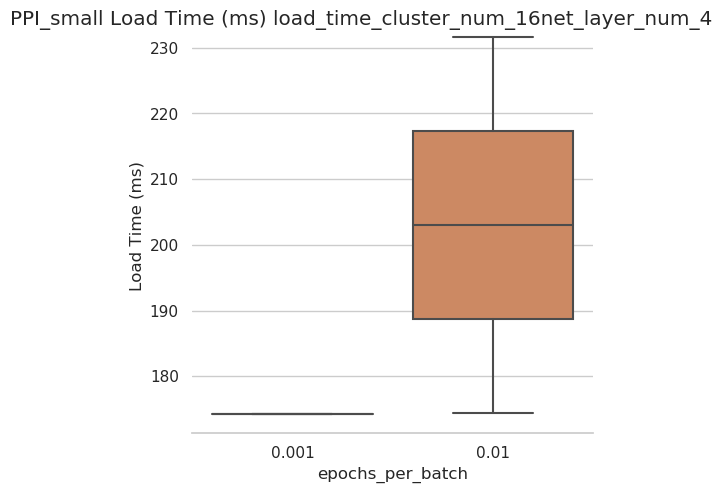 PPI_small Load Time (ms) load_time_cluster_num_16net_layer_num_4
230
220
210
200
190
180
Load Time (ms)
0.001 0.01
epochs_per_batch